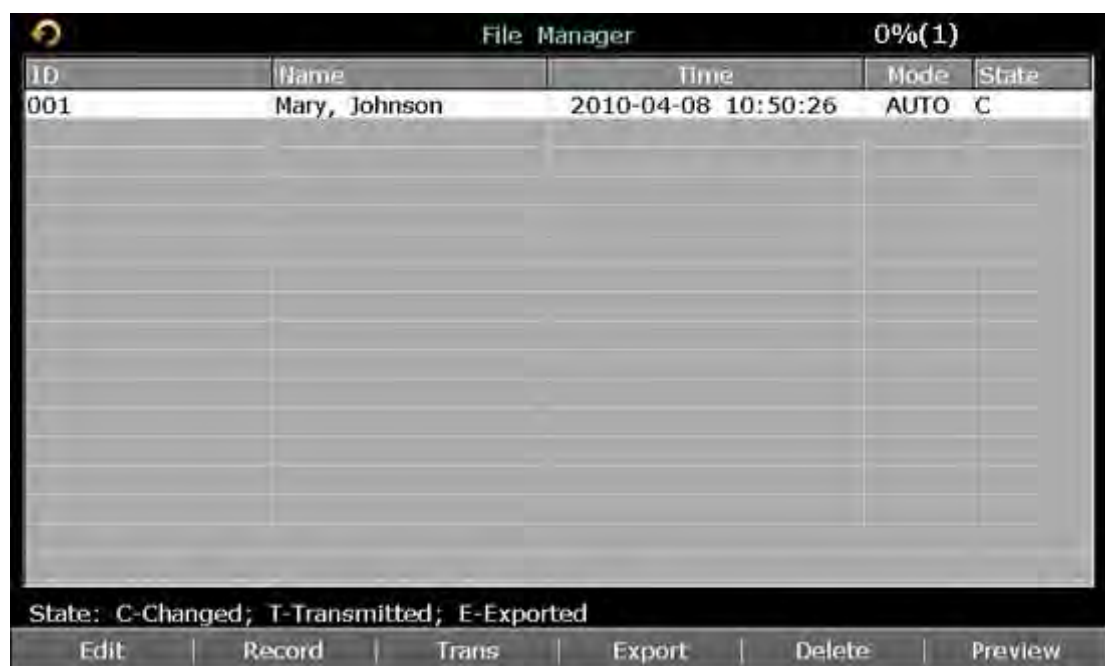 File Manager 0%(1)
ID Name Time Mode State
001 Mary, Johnson 2010-04-08 10:50:26 AUTO C
State: C-Changed; T-Transmitted; E-Exported
Edit Record Trans Export Delete Preview